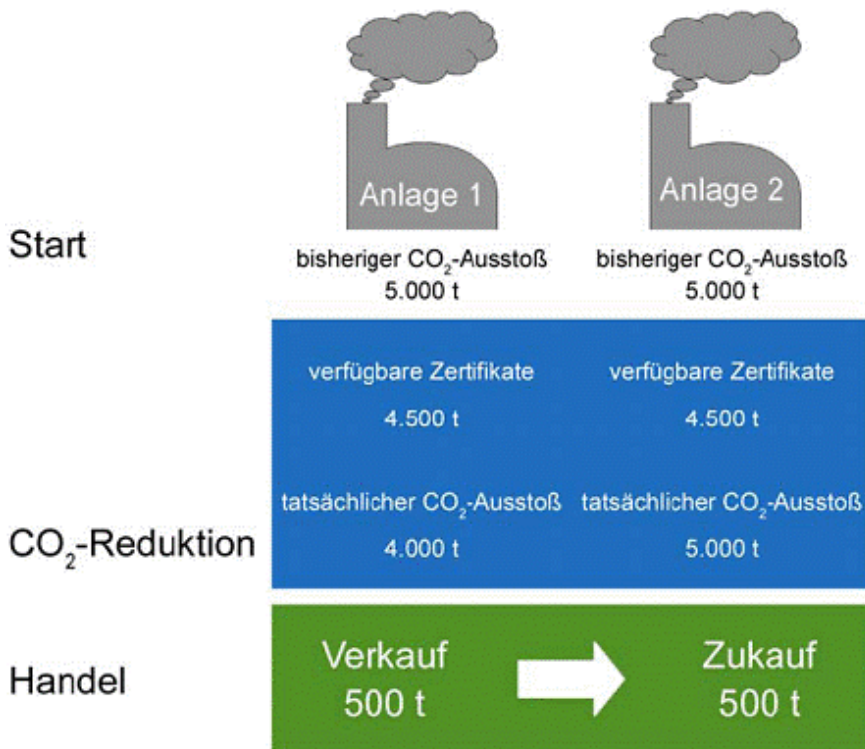 Anlage 1
Anlage 2
Start
bisheriger CO₂-Ausstoß
5.000 t
bisheriger CO₂-Ausstoß
5.000 t
verfügbare Zertifikate
4.500 t
verfügbare Zertifikate
4.500 t
CO₂-Reduktion
tatsächlicher CO₂-Ausstoß
4.000 t
tatsächlicher CO₂-Ausstoß
5.000 t
Handel
Verkauf
500 t
Zukauf
500 t